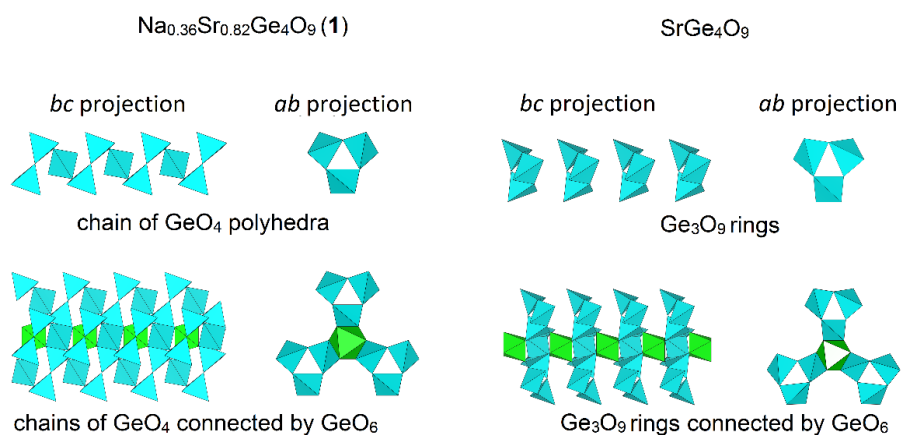 Na0.36Sr0.82Ge4O9 (1)
SrGe4O9
bc projection
ab projection
bc projection
ab projection
chain of GeO4 polyhedra
Ge3O9 rings
chains of GeO4 connected by GeO6
Ge3O9 rings connected by GeO6